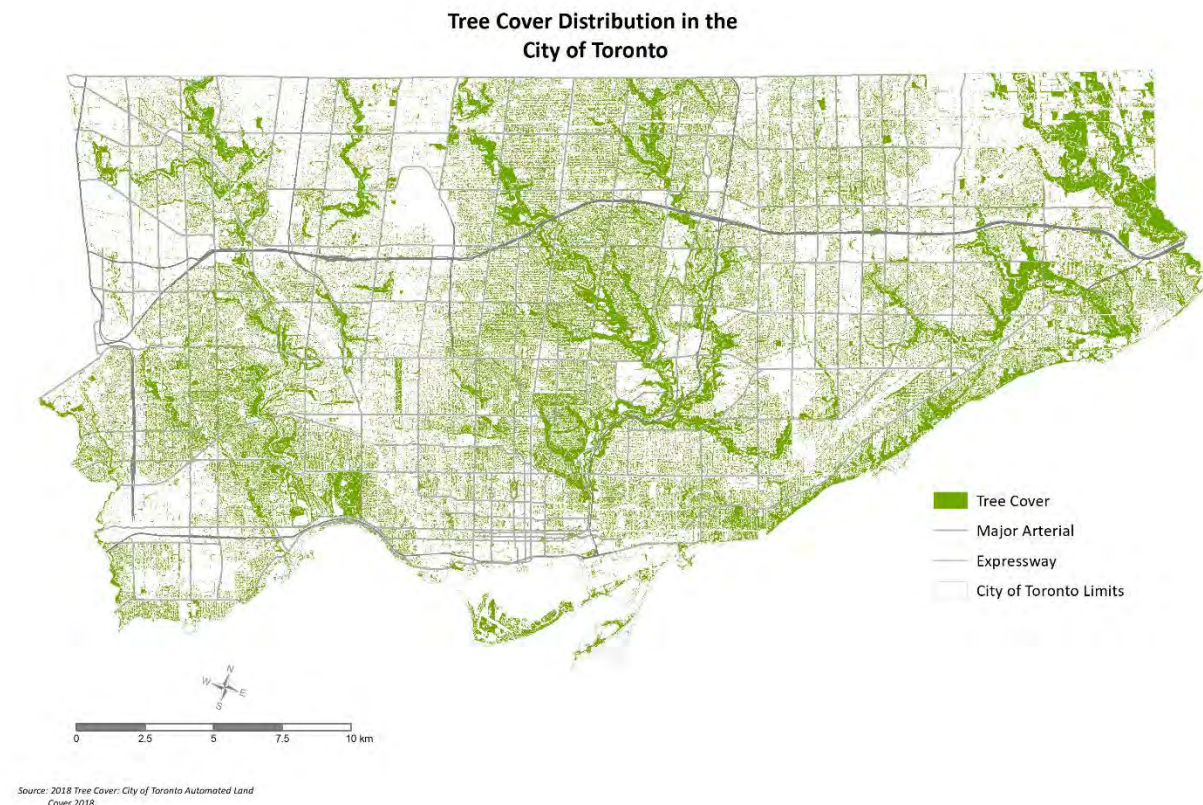 Tree Cover Distribution in the
City of Toronto
Tree Cover
Major Arterial
Expressway
City of Toronto Limits
N
W
E
S
0 2.5 5 7.5 10 km
Source: 2018 Tree Cover: City of Toronto Automated Land
Cover 2018